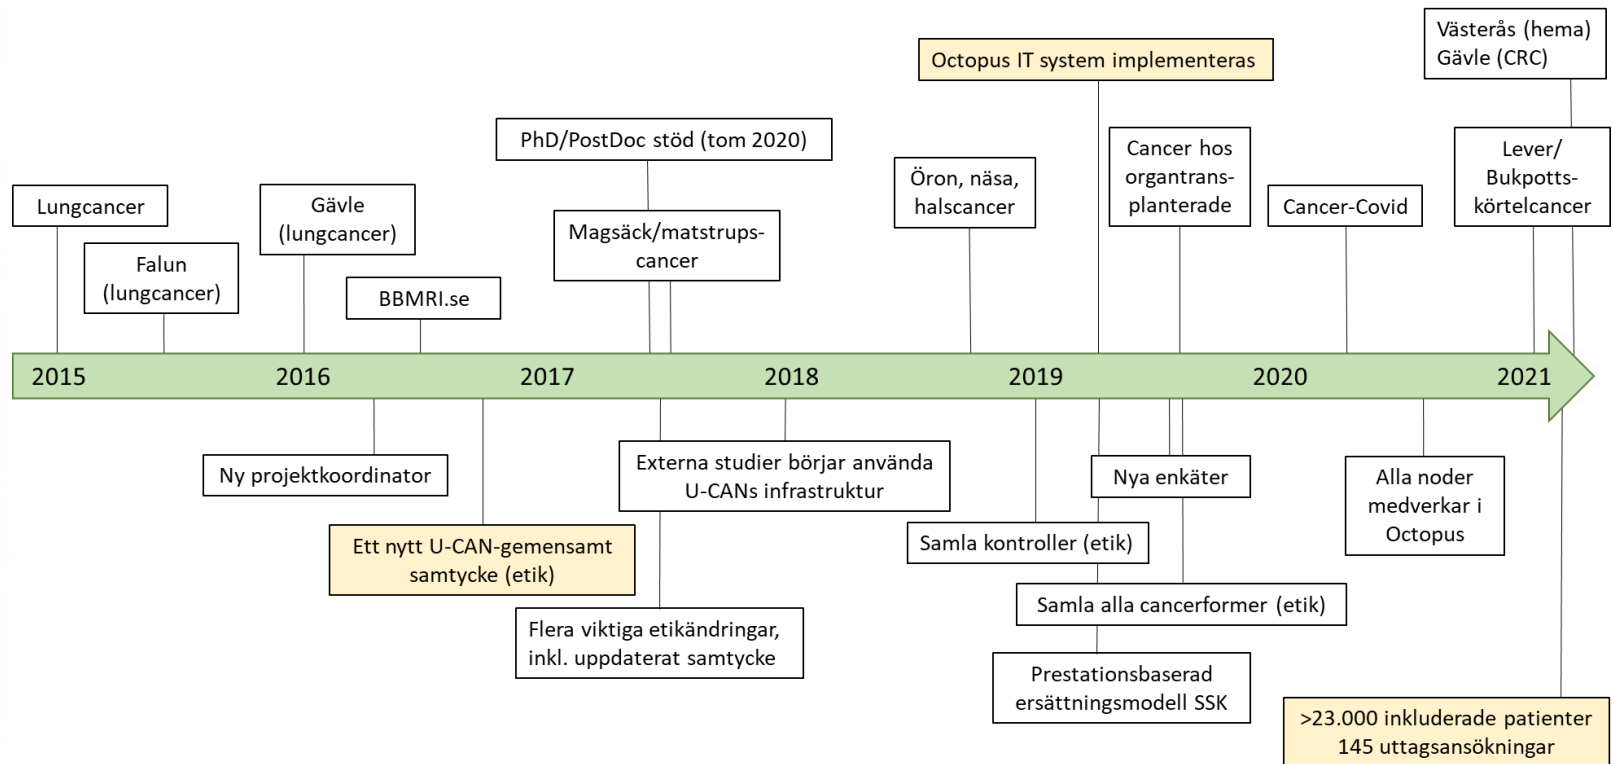 Västerås (hema)
Gävle (CRC)
Octopus IT system implementeras
PhD/PostDoc stöd (tom 2020)
Cancer hos
organtrans-
planterade
Lever/
Bukpotts-
körtelcancer
Öron, näsa,
halscancer
Lungcancer
Gävle
(lungcancer)
Cancer-Covid
Magsäck/matstrups-
cancer
Falun
(lungcancer)
BBMRI.se
2015
2016
2017
2018
2019
2020
2021
Ny projektkoordinator
Externa studier börjar använda
U-CANs infrastruktur
Nya enkäter
Alla noder
medverkar i
Octopus
Ett nytt U-CAN-gemensamt
samtycke (etik)
Samla kontroller (etik)
Samla alla cancerformer (etik)
Flera viktiga etikändringar,
inkl. uppdaterat samtycke
Prestationsbaserad
ersättningsmodell SSK
>23.000 inkluderade patienter
145 uttagsansökningar